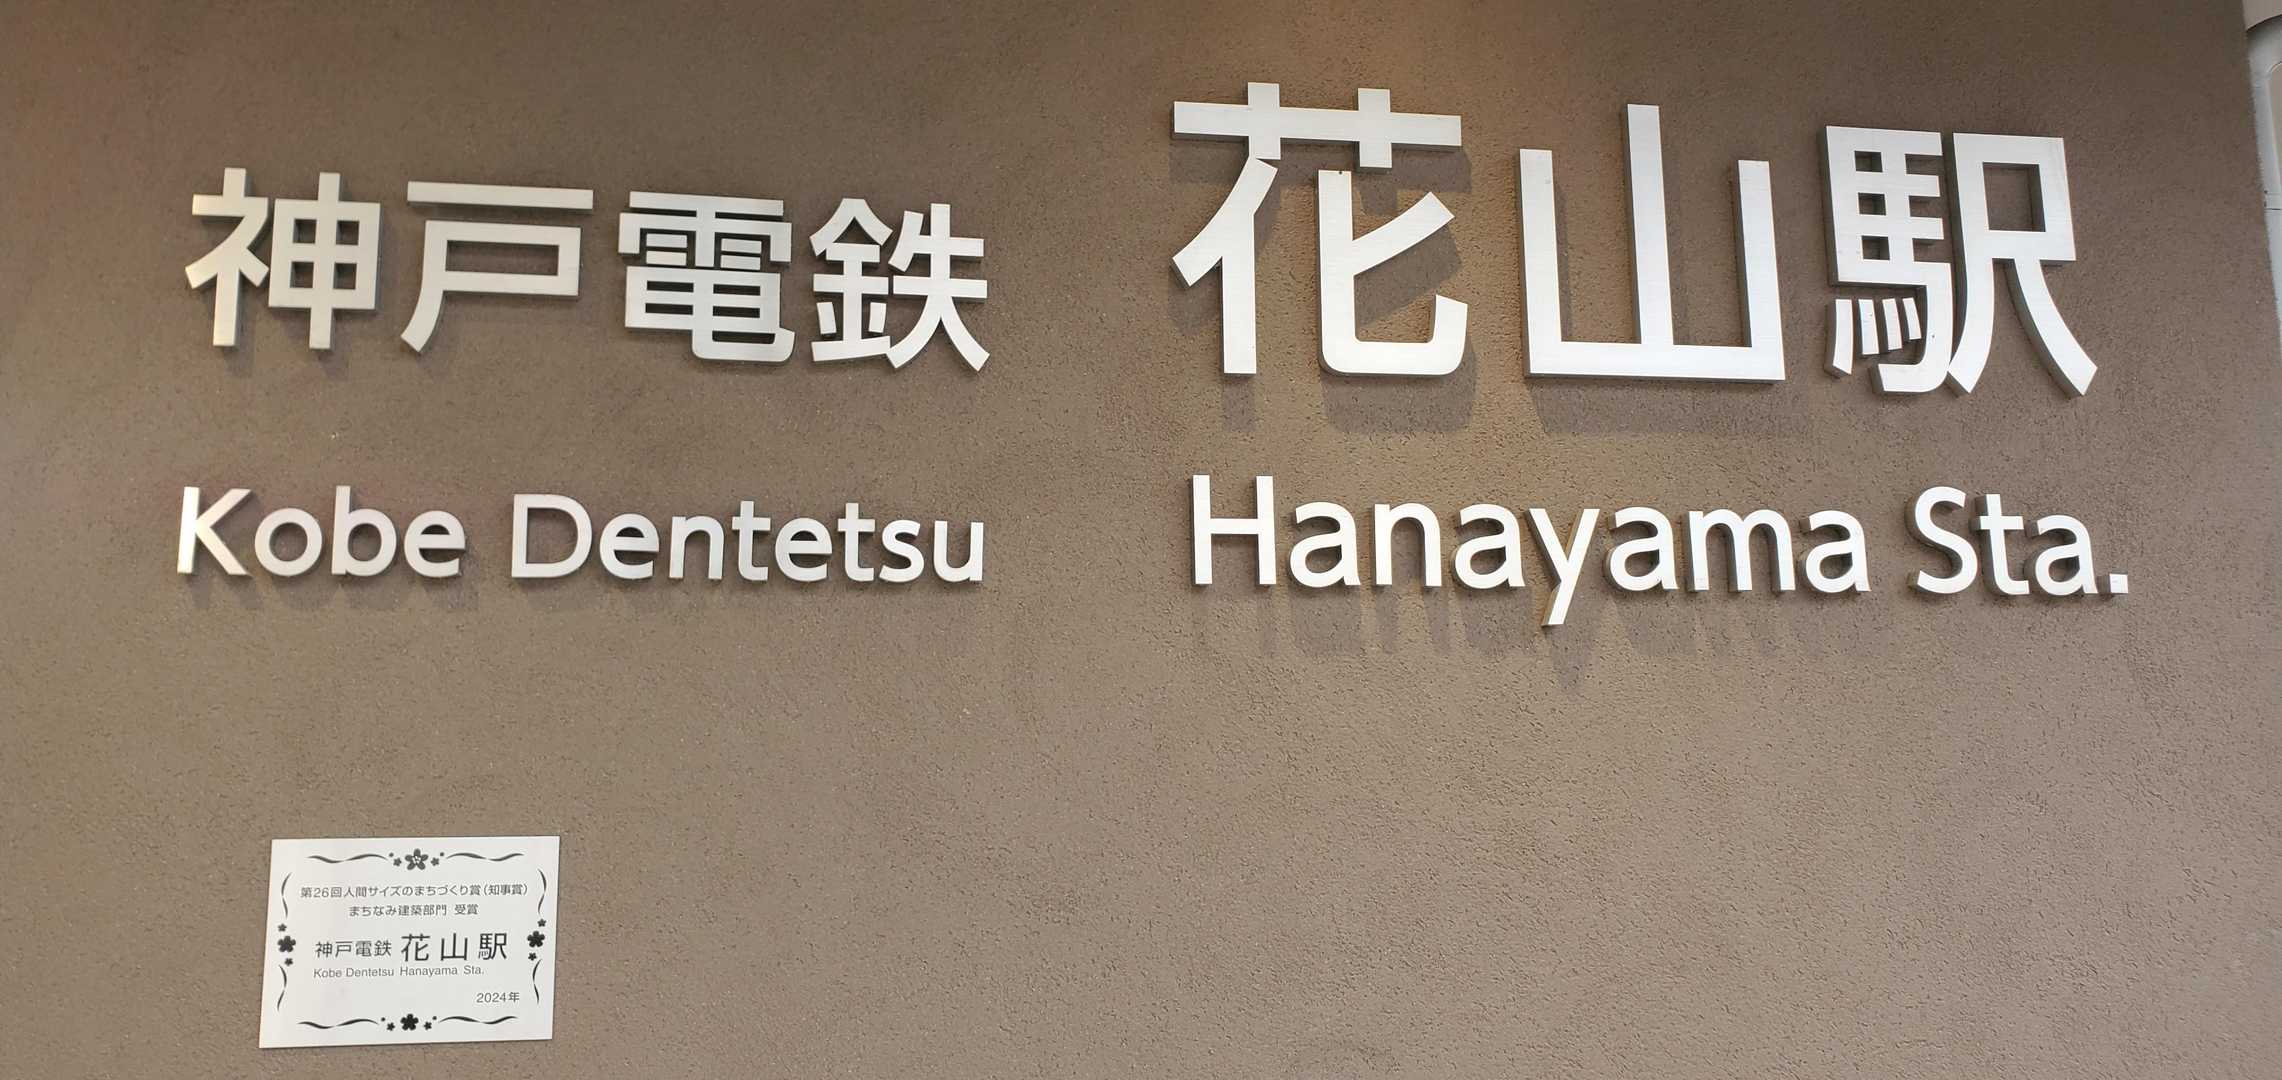 神戸電鉄 花山駅
Kobe Dentetsu Hanayama Sta.
第26回人間サイズのまちづくり賞(知事賞)
まちなみ建築部門 受賞
神戸電鉄 花山駅
Kobe Dentetsu Hanayama Sta.
2024年